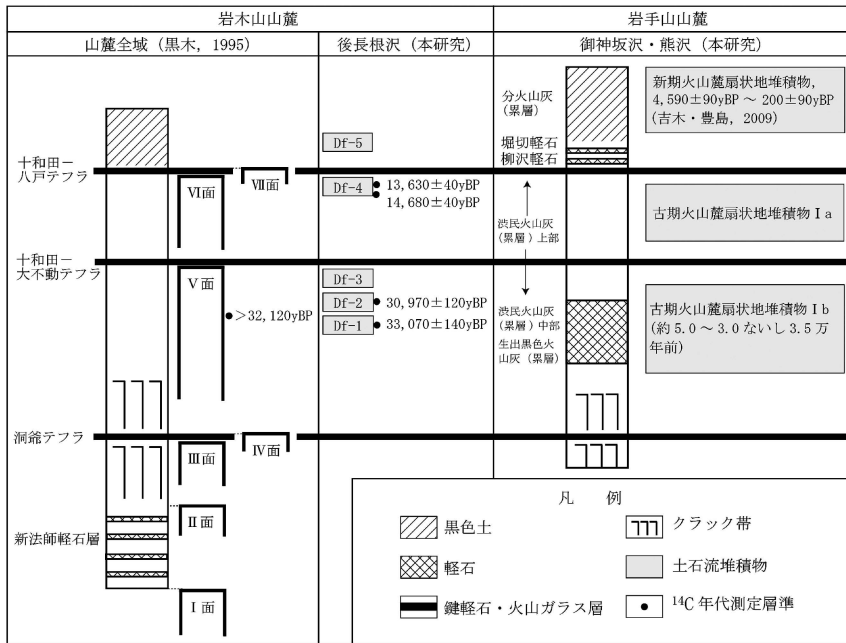 岩木山山麓
岩手山山麓
山麓全域 (黒木, 1995)
後長根沢 (本研究)
御神坂沢・熊沢 (本研究)
十和田－
八戸テフラ
十和田－
大不動テフラ
洞爺テフラ
新法師軽石層
Ⅵ面
Ⅶ面
Ⅴ面
＞32,120yBP
Ⅲ面
Ⅳ面
Ⅱ面
Ⅰ面
Df-5
Df-4
13,630±40yBP
14,680±40yBP
Df-3
Df-2
30,970±120yBP
Df-1
33,070±140yBP
分火山灰
(累層)
堀切軽石
柳沢軽石
渋民火山灰
(累層) 上部
渋民火山灰
(累層) 中部
生出黒色火
山灰 (累層)
新期火山麓扇状地堆積物,
4,590±90yBP ～ 200±90yBP
(吉木・豊島, 2009)
古期火山麓扇状地堆積物Ⅰa
古期火山麓扇状地堆積物Ⅰb
(約 5.0 ～ 3.0 ないし 3.5 万
年前)
凡 例
黒色土
クラック帯
軽石
土石流堆積物
鍵軽石・火山ガラス層
¹⁴C 年代測定層準